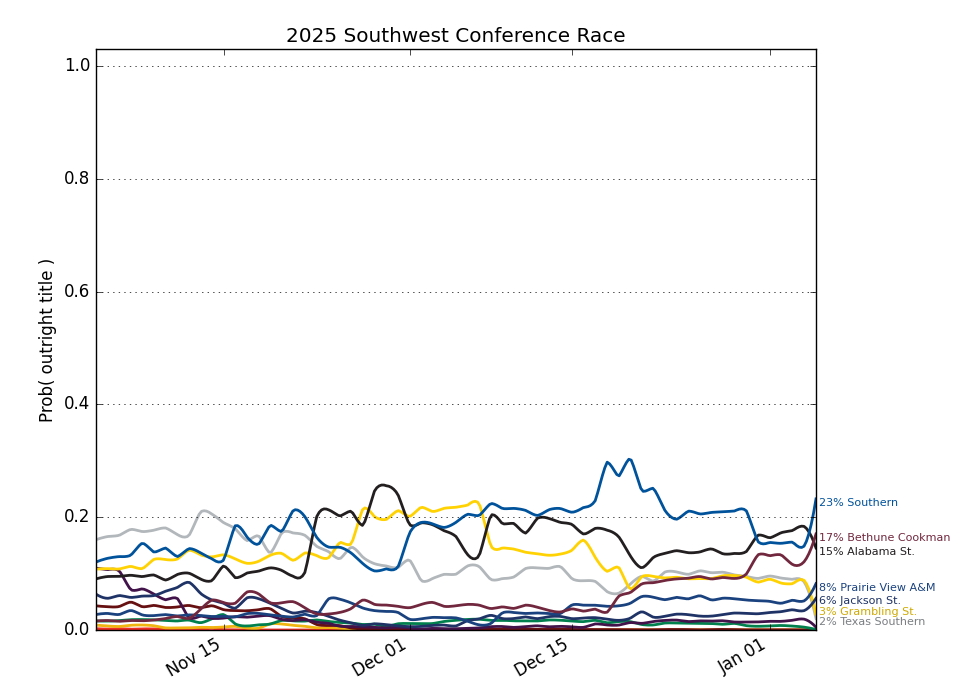 2025 Southwest Conference Race
Prob( outright title )
1.0
0.8
0.6
0.4
0.2
0.0
Nov 15
Dec 01
Dec 15
Jan 01
23% Southern
17% Bethune Cookman
15% Alabama St.
8% Prairie View A&M
6% Jackson St.
3% Grambling St.
2% Texas Southern